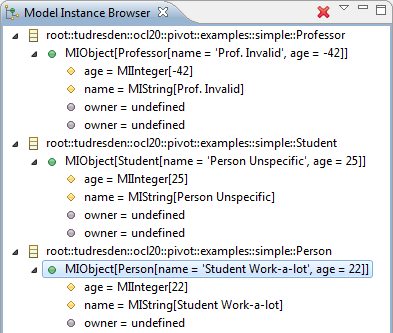 Model Instance Browser
root::tudresden::ocl20::pivot::examples::simple::Professor
MIObject[Professor[name = 'Prof. Invalid', age = -42]]
age = MIInteger[-42]
name = MIString[Prof. Invalid]
owner = undefined
owner = undefined
root::tudresden::ocl20::pivot::examples::simple::Student
MIObject[Student[name = 'Person Unspecific', age = 25]]
age = MIInteger[25]
name = MIString[Person Unspecific]
owner = undefined
owner = undefined
root::tudresden::ocl20::pivot::examples::simple::Person
MIObject[Person[name = 'Student Work-a-lot', age = 22]]
age = MIInteger[22]
name = MIString[Student Work-a-lot]
owner = undefined